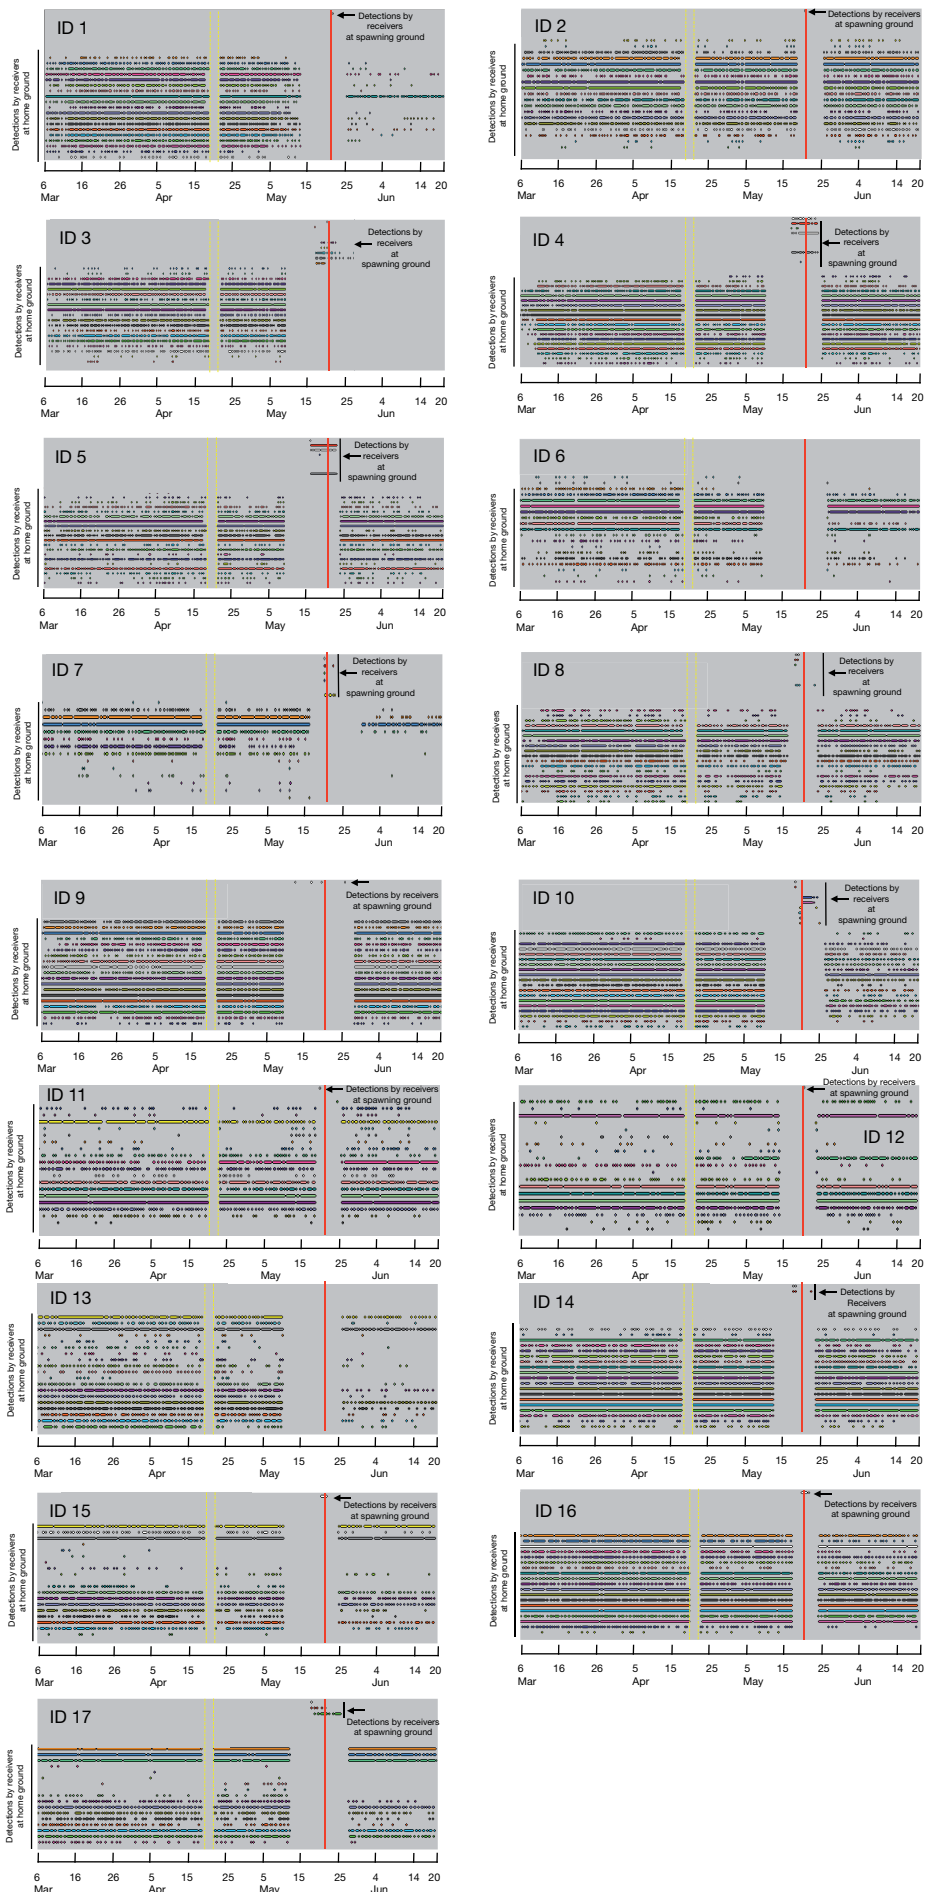 ID 1
Detections by
receivers
at spawning ground
Detections by receivers
at home ground
6 16 26 5 15 25 5 15 25 4 14 20
Mar Apr May Jun
ID 2
Detections by receivers
at spawning ground
Detections by receivers
at home ground
6 16 26 5 15 25 5 15 25 4 14 20
Mar Apr May Jun
ID 3
Detections by
receivers
at
spawning ground
Detections by receivers
at home ground
6 16 26 5 15 25 5 15 25 4 14 20
Mar Apr May Jun
ID 4
Detections by
receivers
at
spawning ground
Detections by receivers
at home ground
6 16 26 5 15 25 5 15 25 4 14 20
Mar Apr May Jun
ID 5
Detections by
receivers
at
spawning ground
Detections by receivers
at home ground
6 16 26 5 15 25 5 15 25 4 14 20
Mar Apr May Jun
ID 6
Detections by receivers
at home ground
6 16 26 5 15 25 5 15 25 4 14 20
Mar Apr May Jun
ID 7
Detections by
receivers
at
spawning ground
Detections by receivers
at home ground
6 16 26 5 15 25 5 15 25 4 14 20
Mar Apr May Jun
ID 8
Detections by
receivers
at
spawning ground
Detections by receivers
at home ground
6 16 26 5 15 25 5 15 25 4 14 20
Mar Apr May Jun
ID 9
Detections by receivers
at spawning ground
Detections by receivers
at home ground
6 16 26 5 15 25 5 15 25 4 14 20
Mar Apr May Jun
ID 10
Detections by
receivers
at
spawning ground
Detections by receivers
at home ground
6 16 26 5 15 25 5 15 25 4 14 20
Mar Apr May Jun
ID 11
Detections by receivers
at spawning ground
Detections by receivers
at home ground
6 16 26 5 15 25 5 15 25 4 14 20
Mar Apr May Jun
Detections by receivers
at spawning ground
ID 12
Detections by receivers
at home ground
6 16 26 5 15 25 5 15 25 4 14 20
Mar Apr May Jun
ID 13
Detections by receivers
at home ground
6 16 26 5 15 25 5 15 25 4 14 20
Mar Apr May Jun
ID 14
Detections by
Receivers
at spawning ground
Detections by receivers
at home ground
6 16 26 5 15 25 5 15 25 4 14 20
Mar Apr May Jun
ID 15
Detections by receivers
at spawning ground
Detections by receivers
at home ground
6 16 26 5 15 25 5 15 25 4 14 20
Mar Apr May Jun
ID 16
Detections by receivers
at spawning ground
Detections by receivers
at home ground
6 16 26 5 15 25 5 15 25 4 14 20
Mar Apr May Jun
ID 17
Detections by receivers
at spawning ground
Detections by receivers
at home ground
6 16 26 5 15 25 5 15 25 4 14 20
Mar Apr May Jun